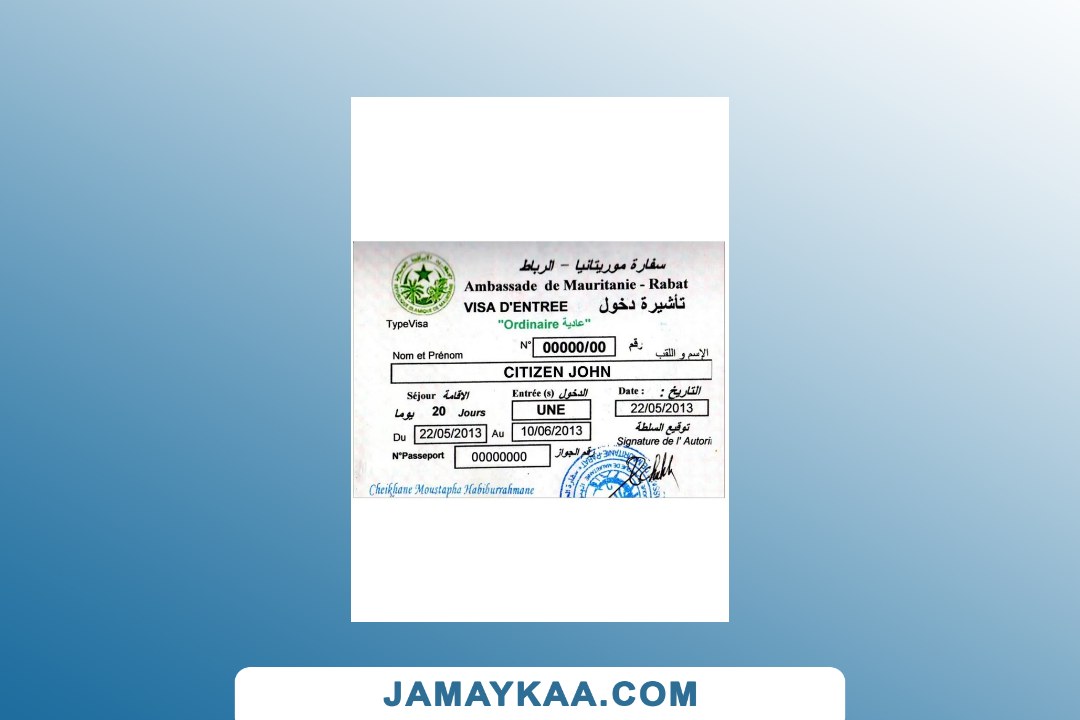 سفارة موريتانيا – الرباط
Ambassade de Mauritanie - Rabat
VISA D'ENTREE تأشيرة دخول
TypeVisa "Ordinaire عادية"
N° 00000/00 رقم
Nom et Prénom الإسم و اللقب
CITIZEN JOHN
Séjour الاقامة Entrée (s) الدخول Date : التاريخ :
20 Jours يوما UNE 22/05/2013
Du 22/05/2013 Au 10/06/2013 توقيع السلطة
Signature de l' Autori
N°Passeport 00000000 رقم الجواز
Cheikhane Moustapha Habiburrahmane
JAMAYKAA.COM